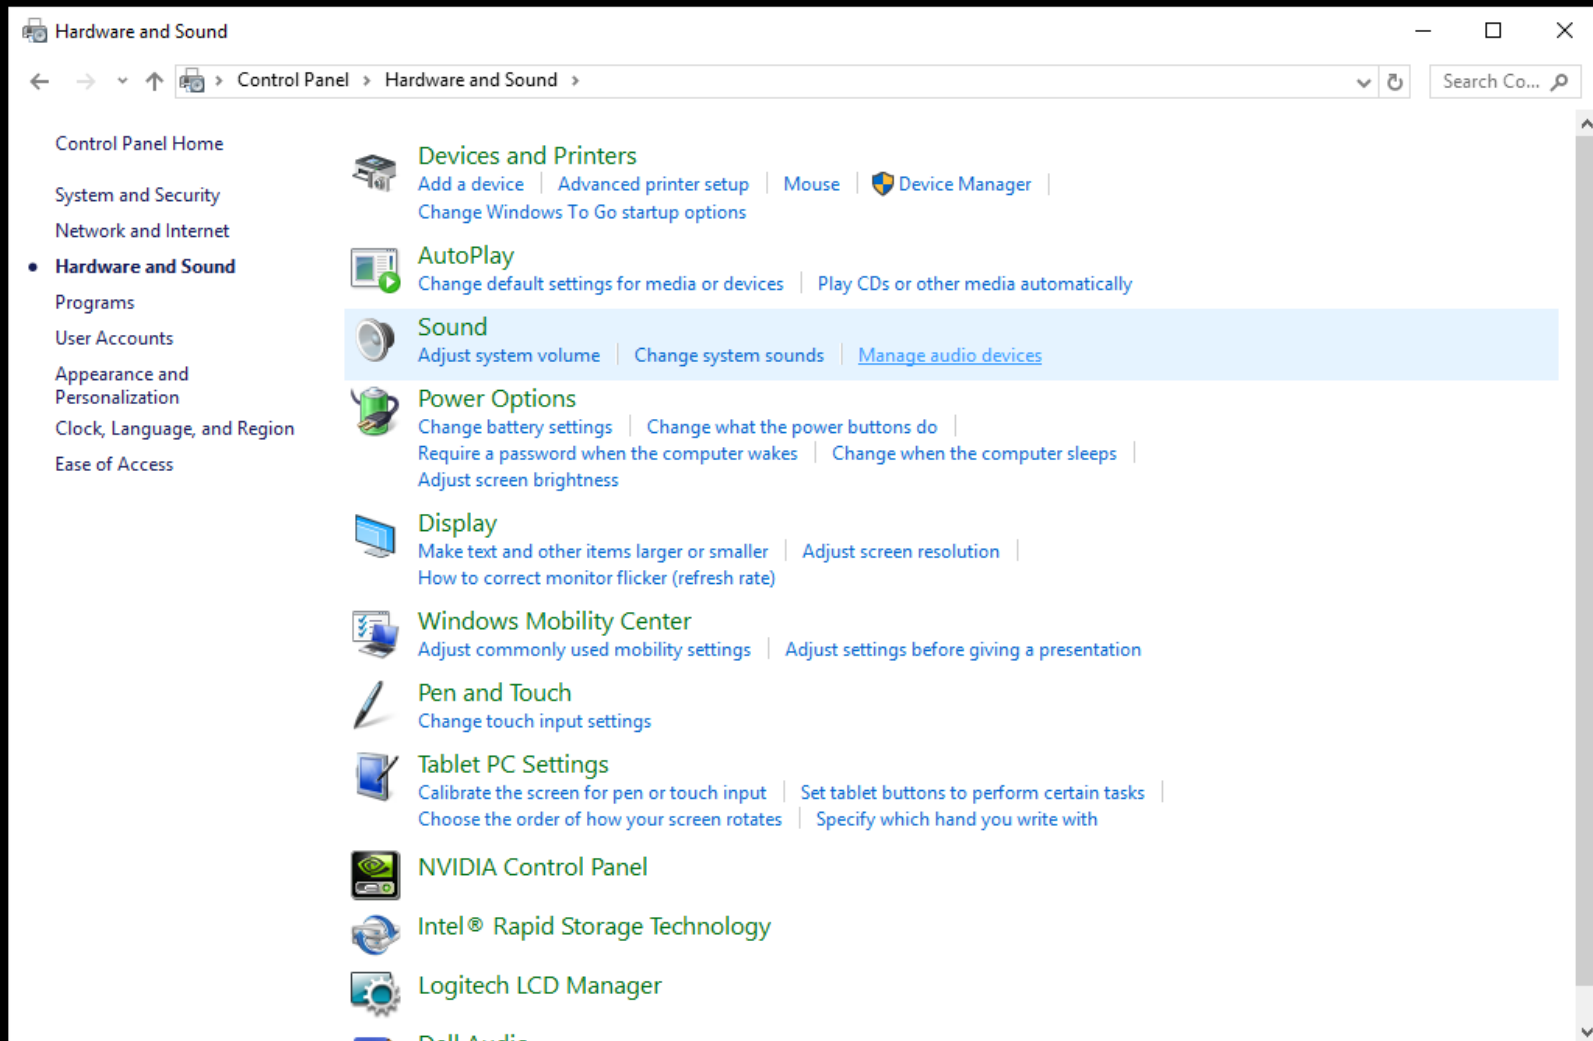 Hardware and Sound
Control Panel > Hardware and Sound >
Search Co...
Control Panel Home
System and Security
Network and Internet
Hardware and Sound
Programs
User Accounts
Appearance and
Personalization
Clock, Language, and Region
Ease of Access
Devices and Printers
Add a device | Advanced printer setup | Mouse | Device Manager |
Change Windows To Go startup options
AutoPlay
Change default settings for media or devices | Play CDs or other media automatically
Sound
Adjust system volume | Change system sounds | Manage audio devices
Power Options
Change battery settings | Change what the power buttons do |
Require a password when the computer wakes | Change when the computer sleeps |
Adjust screen brightness
Display
Make text and other items larger or smaller | Adjust screen resolution |
How to correct monitor flicker (refresh rate)
Windows Mobility Center
Adjust commonly used mobility settings | Adjust settings before giving a presentation
Pen and Touch
Change touch input settings
Tablet PC Settings
Calibrate the screen for pen or touch input | Set tablet buttons to perform certain tasks |
Choose the order of how your screen rotates | Specify which hand you write with
NVIDIA Control Panel
Intel® Rapid Storage Technology
Logitech LCD Manager
Dell Audio